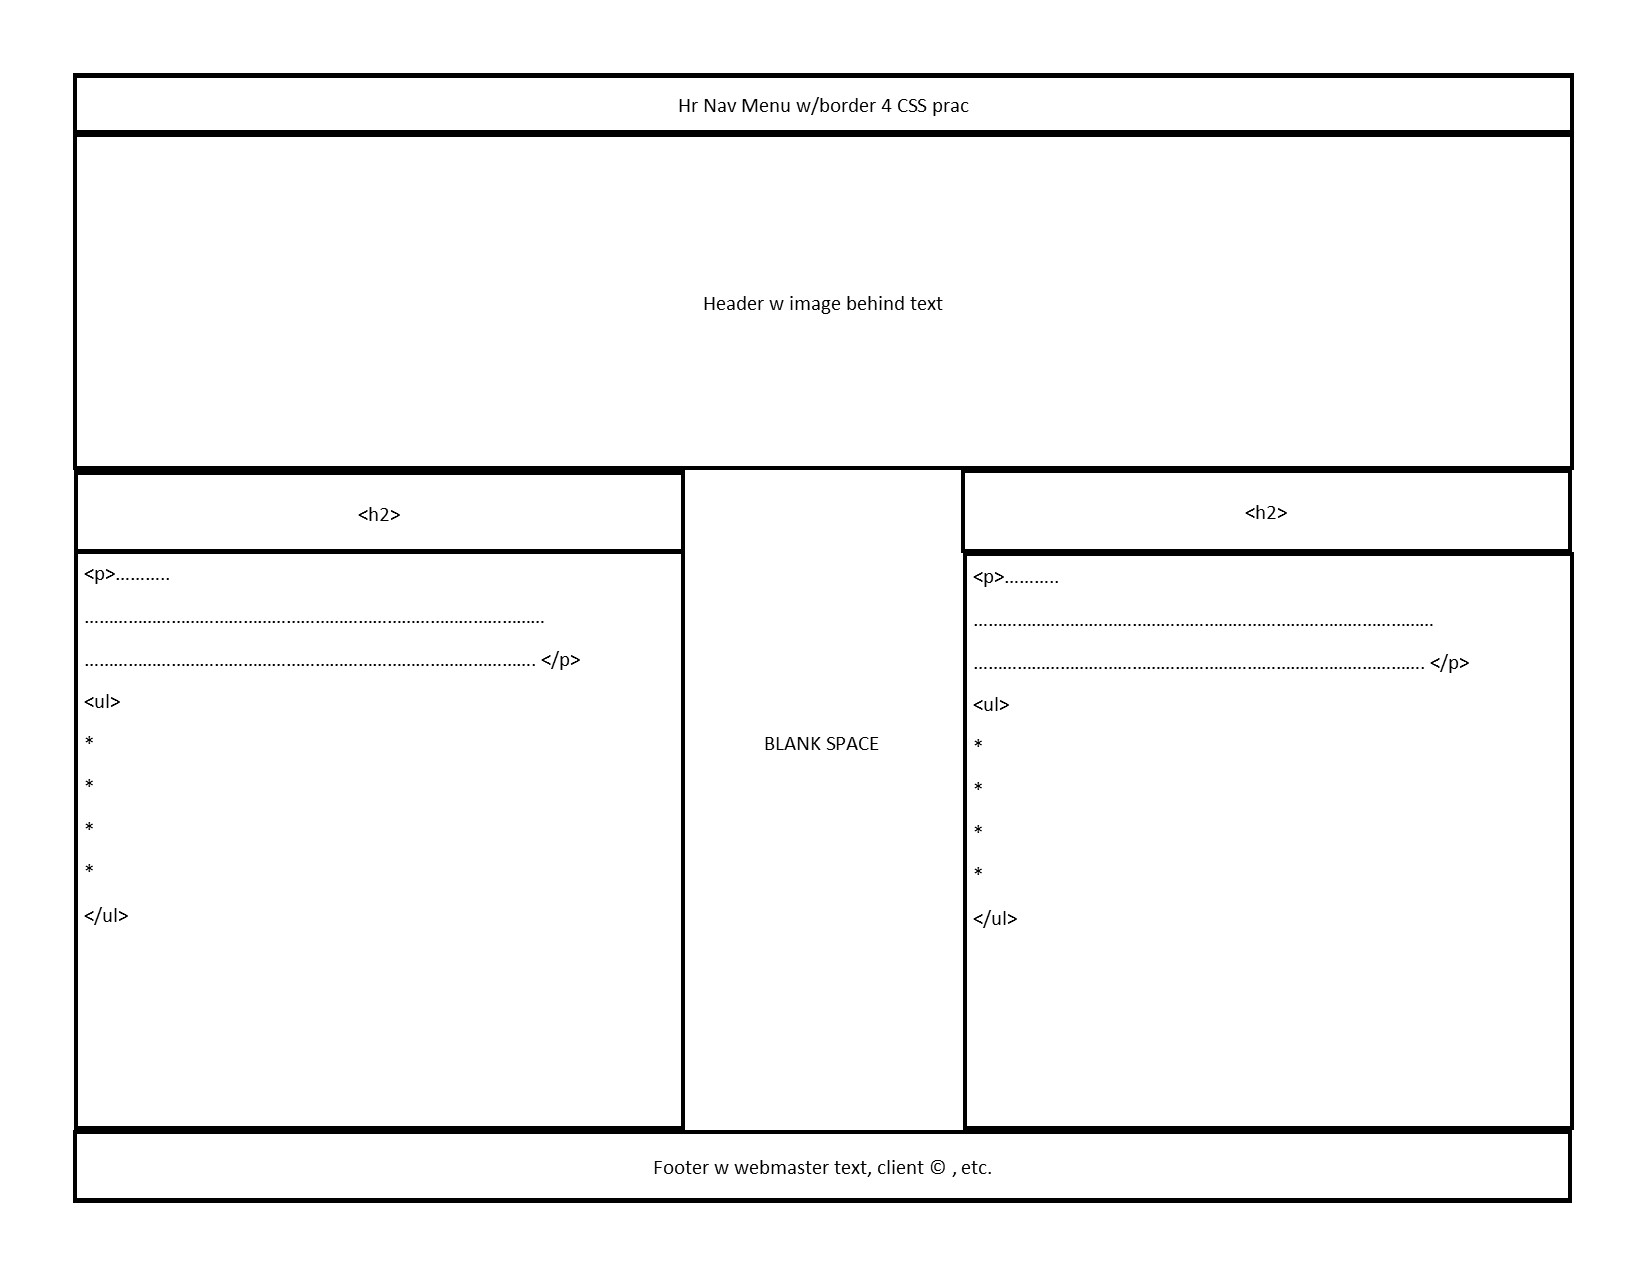 Hr Nav Menu w/border 4 CSS prac
Header w image behind text
<h2>
<p>...........
...............................................................................................
.............................................................................................. </p>
<ul>
*
*
*
*
</ul>
BLANK SPACE
<h2>
<p>...........
...............................................................................................
.............................................................................................. </p>
<ul>
*
*
*
*
</ul>
Footer w webmaster text, client © , etc.